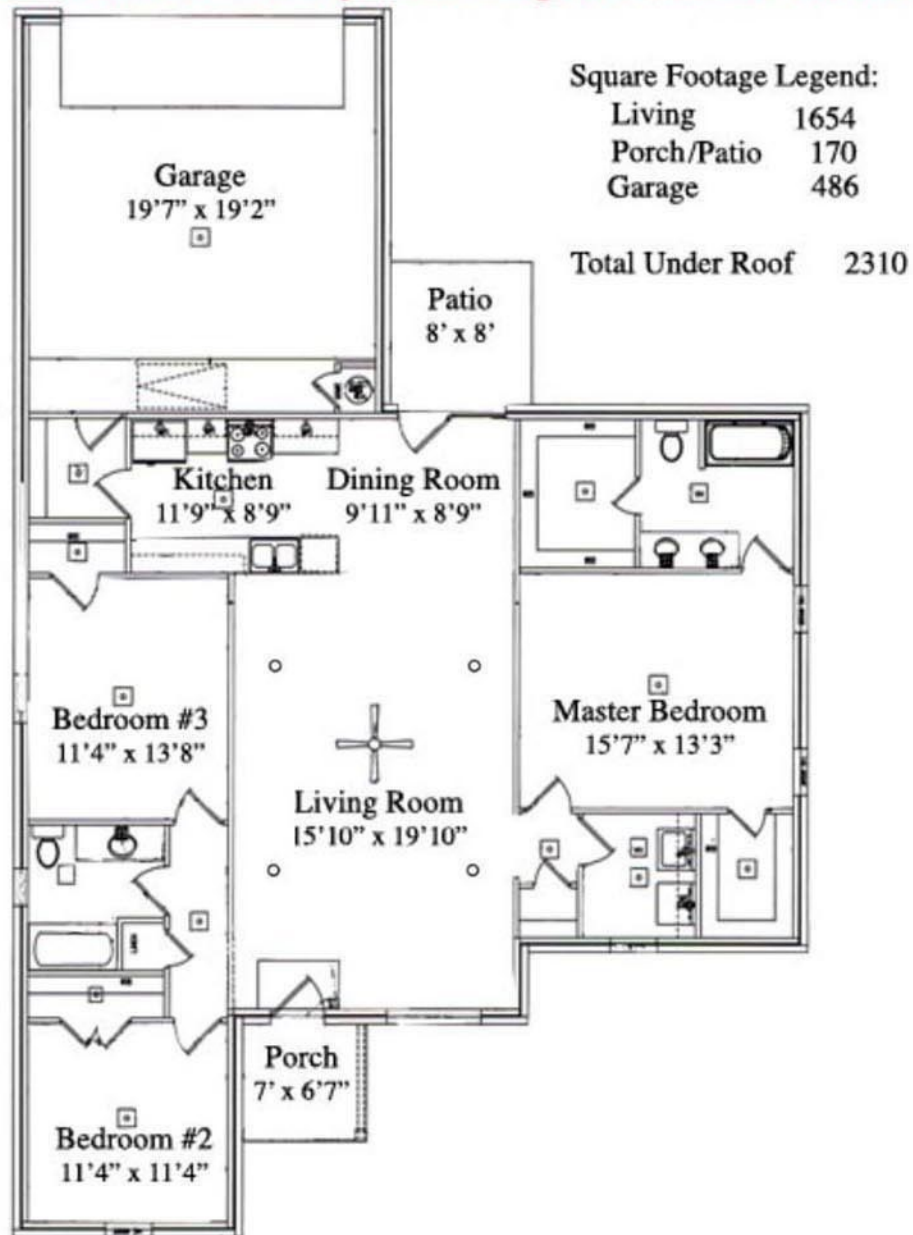 Square Footage Legend:
Living 1654
Porch/Patio 170
Garage 486
Total Under Roof 2310
Garage
19'7" x 19'2"
Patio
8' x 8'
Kitchen
11'9" x 8'9"
Dining Room
9'11" x 8'9"
Bedroom #3
11'4" x 13'8"
Master Bedroom
15'7" x 13'3"
Living Room
15'10" x 19'10"
Porch
7' x 6'7"
Bedroom #2
11'4" x 11'4"